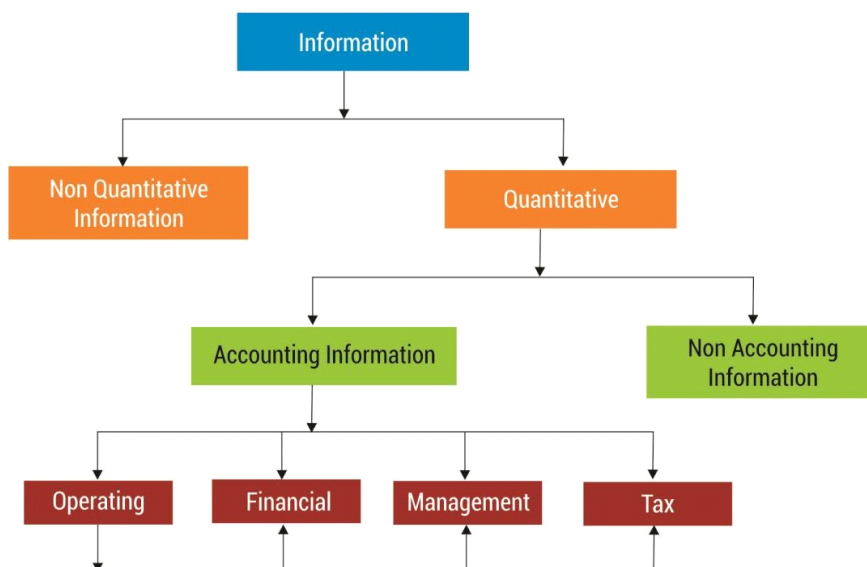 Information
Non Quantitative
Information
Quantitative
Accounting Information
Non Accounting
Information
Operating
Financial
Management
Tax